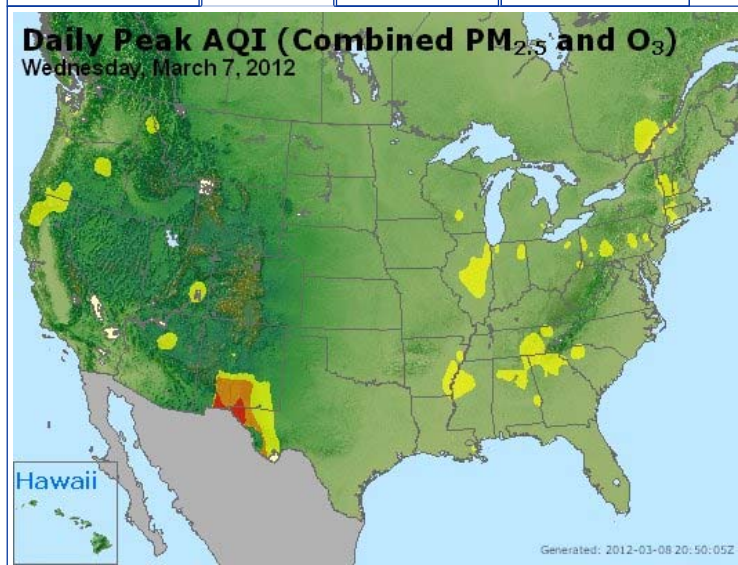 Daily Peak AQI (Combined PM2.5 and O3)
Wednesday, March 7, 2012
Hawaii
Generated: 2012-03-08 20:50:05Z